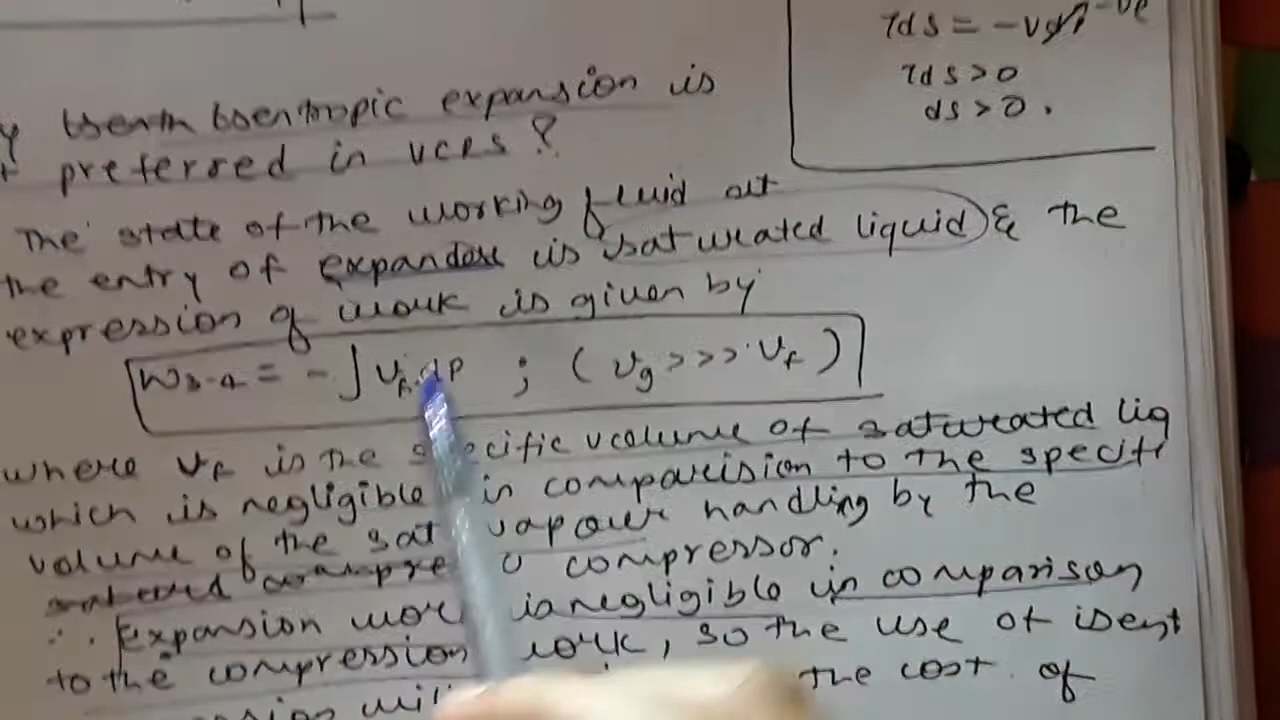 Tds = -vdp -ve
Tds > 0
ds > 0 .
Isentropic expansion is
preferred in VCRS ?
The state of the working fluid at
the entry of expander is saturated liquid & the
expression of work is given by
W3-4 = - ∫ Vf dp ; ( Vg >>> Vf )
where Vf is the specific volume of saturated liq
which is negligible in comparision to the specifi
volume of the sat vapour handling by the
compressor.
∴ Expansion work is negligible in comparison
to the compression work, so the use of isent
the cost of